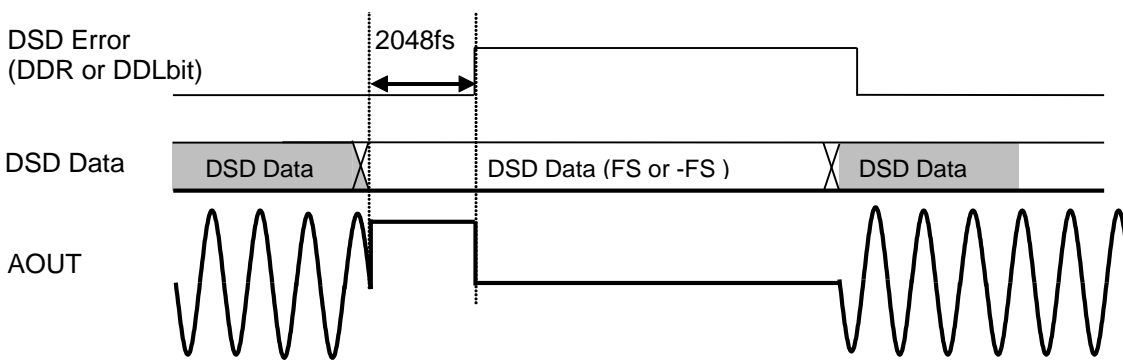 DSD Error
(DDR or DDLbit)
2048fs
DSD Data
DSD Data
DSD Data (FS or -FS )
DSD Data
AOUT